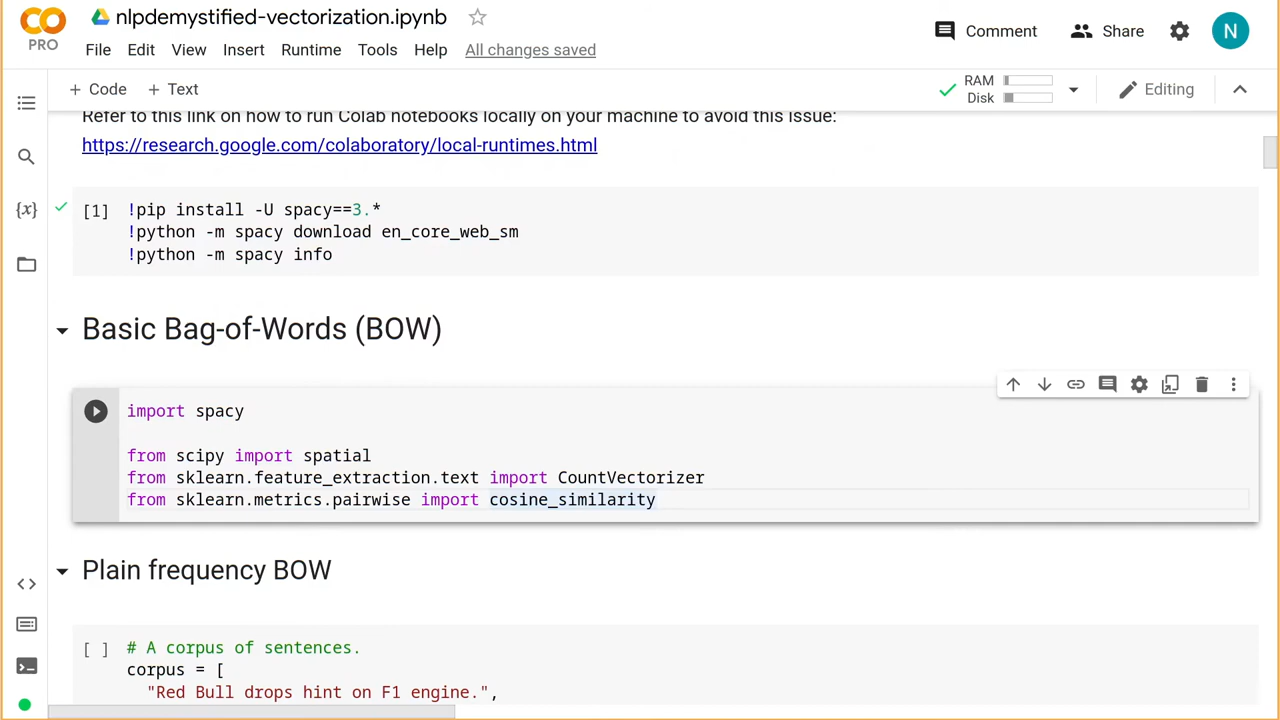 nlpdemystified-vectorization.ipynb
PRO
File Edit View Insert Runtime Tools Help All changes saved
Comment Share N
+ Code + Text
RAM
Disk
Editing
Refer to this link on how to run Colab notebooks locally on your machine to avoid this issue:
https://research.google.com/colaboratory/local-runtimes.html
{x}
[1] !pip install -U spacy==3.*
!python -m spacy download en_core_web_sm
!python -m spacy info
Basic Bag-of-Words (BOW)
import spacy
from scipy import spatial
from sklearn.feature_extraction.text import CountVectorizer
from sklearn.metrics.pairwise import cosine_similarity
Plain frequency BOW
[ ] # A corpus of sentences.
corpus = [
"Red Bull drops hint on F1 engine.",